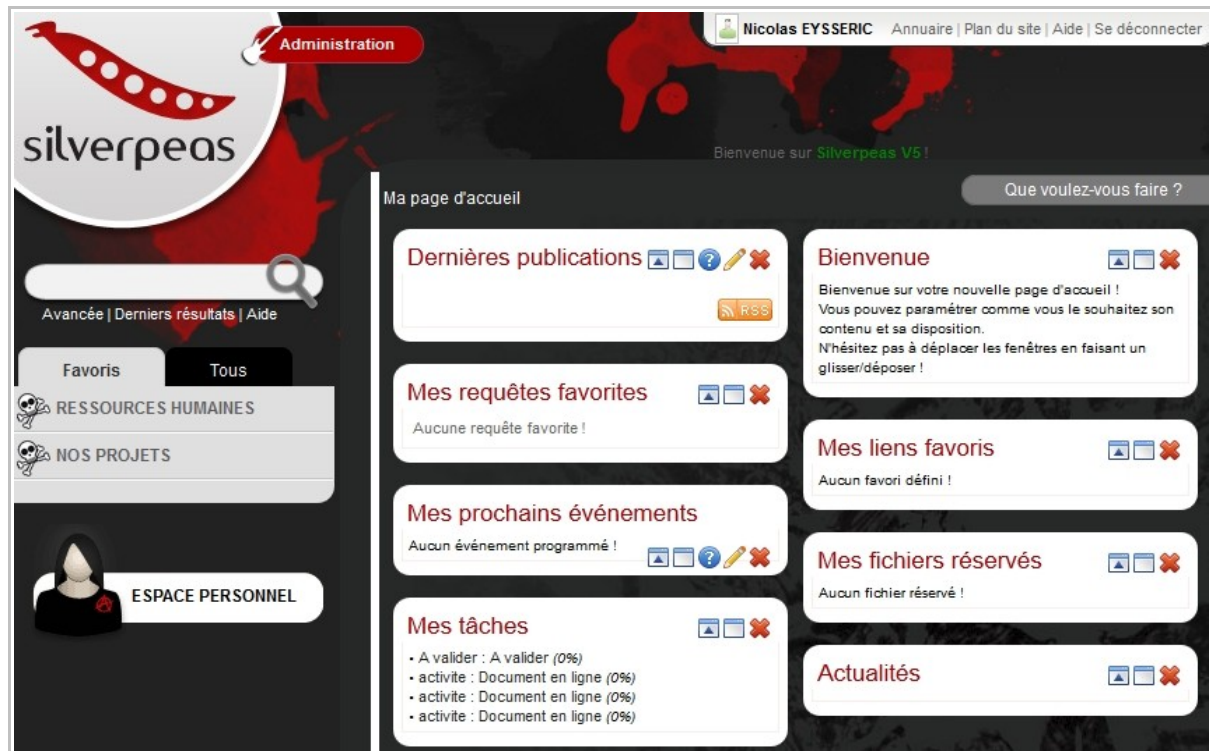 silverpeas
Administration
Nicolas EYSSERIC Annuaire | Plan du site | Aide | Se déconnecter
Bienvenue sur Silverpeas V5 !
Ma page d'accueil
Que voulez-vous faire ?
Avancée | Derniers résultats | Aide
Favoris Tous
RESSOURCES HUMAINES
NOS PROJETS
ESPACE PERSONNEL
Dernières publications
RSS
Mes requêtes favorites
Aucune requête favorite !
Mes prochains événements
Aucun événement programmé !
Mes tâches
• A valider : A valider (0%)
• activite : Document en ligne (0%)
• activite : Document en ligne (0%)
• activite : Document en ligne (0%)
Bienvenue
Bienvenue sur votre nouvelle page d'accueil !
Vous pouvez paramétrer comme vous le souhaitez son
contenu et sa disposition.
N'hésitez pas à déplacer les fenêtres en faisant un
glisser/déposer !
Mes liens favoris
Aucun favori défini !
Mes fichiers réservés
Aucun fichier réservé !
Actualités